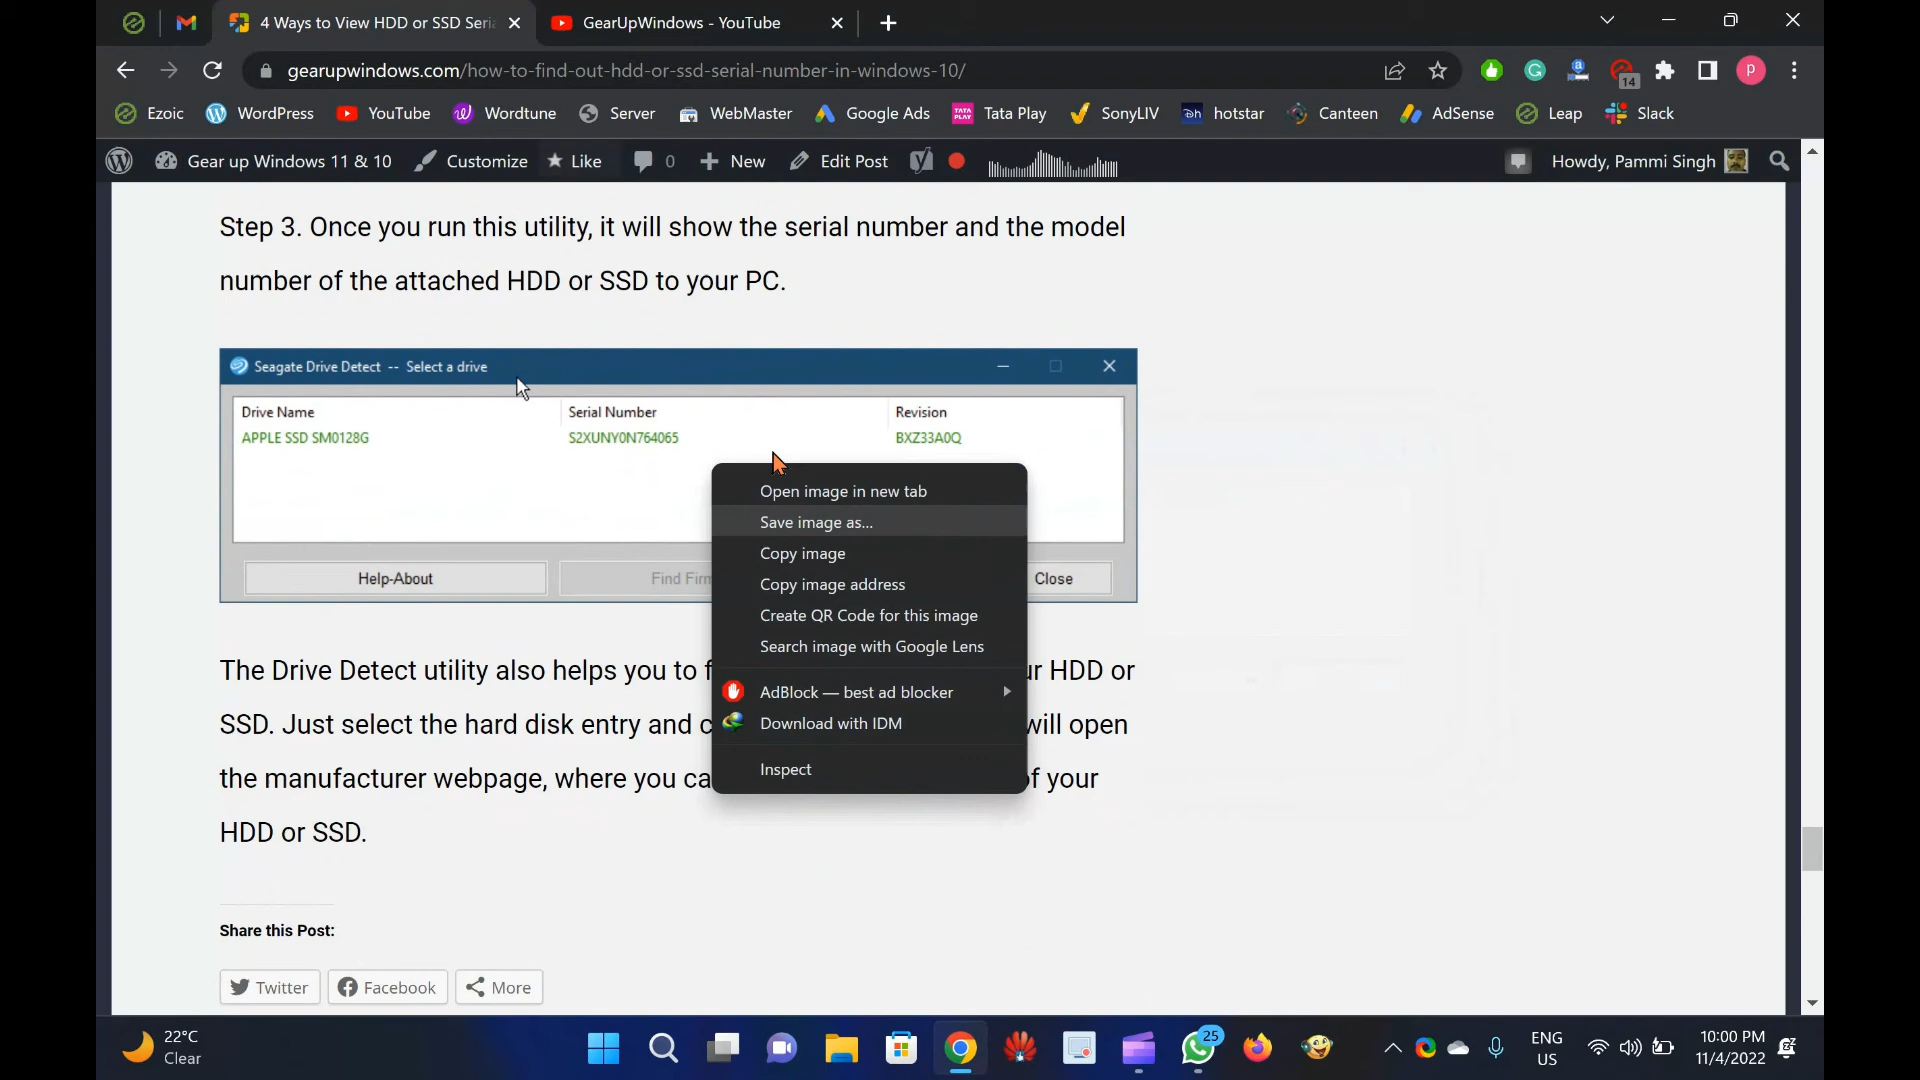 4 Ways to View HDD or SSD Seria
GearUpWindows - YouTube
gearupwindows.com/how-to-find-out-hdd-or-ssd-serial-number-in-windows-10/
14
P
Ezoic WordPress YouTube Wordtune Server WebMaster Google Ads Tata Play SonyLIV hotstar Canteen AdSense Leap Slack
Gear up Windows 11 & 10 Customize Like 0 New Edit Post Howdy, Pammi Singh
Step 3. Once you run this utility, it will show the serial number and the model
number of the attached HDD or SSD to your PC.
Seagate Drive Detect -- Select a drive
Drive Name Serial Number Revision
APPLE SSD SM0128G S2XUNY0N764065 BXZ33A0Q
Help-About Find Firm Close
Open image in new tab
Save image as...
Copy image
Copy image address
Create QR Code for this image
Search image with Google Lens
AdBlock — best ad blocker
Download with IDM
Inspect
The Drive Detect utility also helps you to f ur HDD or
SSD. Just select the hard disk entry and c will open
the manufacturer webpage, where you ca of your
HDD or SSD.
Share this Post:
Twitter Facebook More
22°C
Clear
25
ENG
US
10:00 PM
11/4/2022